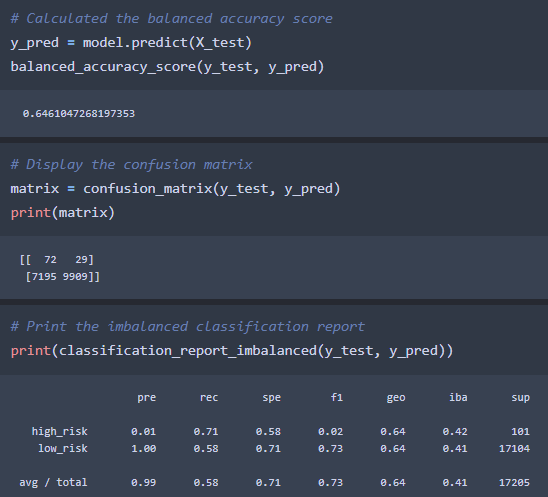 # Calculated the balanced accuracy score
y_pred = model.predict(X_test)
balanced_accuracy_score(y_test, y_pred)
0.6461047268197353
# Display the confusion matrix
matrix = confusion_matrix(y_test, y_pred)
print(matrix)
[[  72   29]
 [7195 9909]]
# Print the imbalanced classification report
print(classification_report_imbalanced(y_test, y_pred))
pre rec spe f1 geo iba sup
high_risk 0.01 0.71 0.58 0.02 0.64 0.42 101
low_risk 1.00 0.58 0.71 0.73 0.64 0.41 17104
avg / total 0.99 0.58 0.71 0.73 0.64 0.41 17205